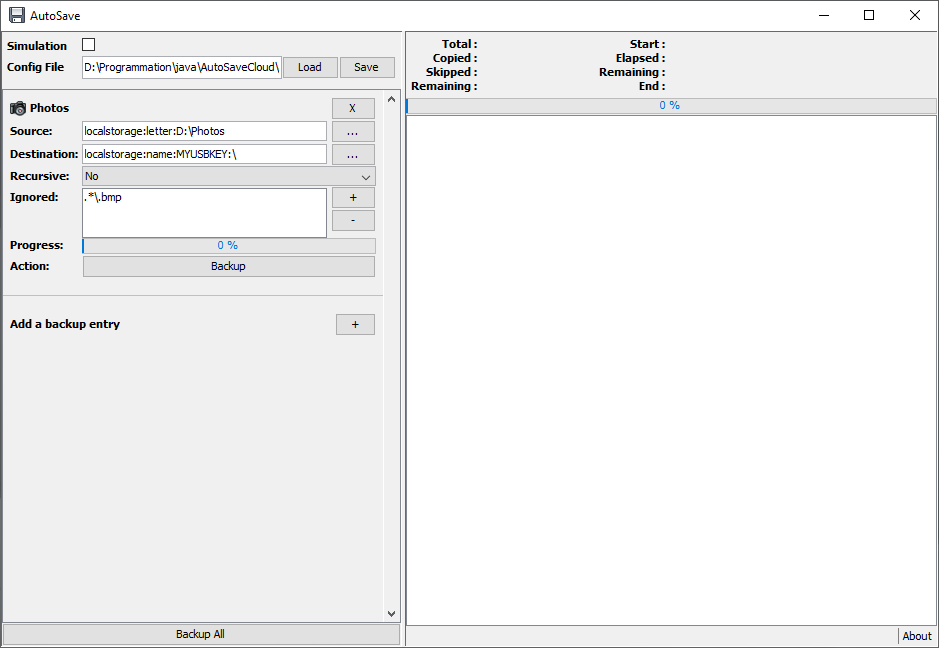 AutoSave
Simulation
Config File D:\Programmation\java\AutoSaveCloud\ Load Save
Photos X
Source: localstorage:letter:D:\Photos ...
Destination: localstorage:name:MYUSBKEY:\ ...
Recursive: No
Ignored: .*\.bmp +
-
Progress: 0 %
Action: Backup
Add a backup entry +
Backup All
Total : Start :
Copied : Elapsed :
Skipped : Remaining :
Remaining : End :
0 %
About